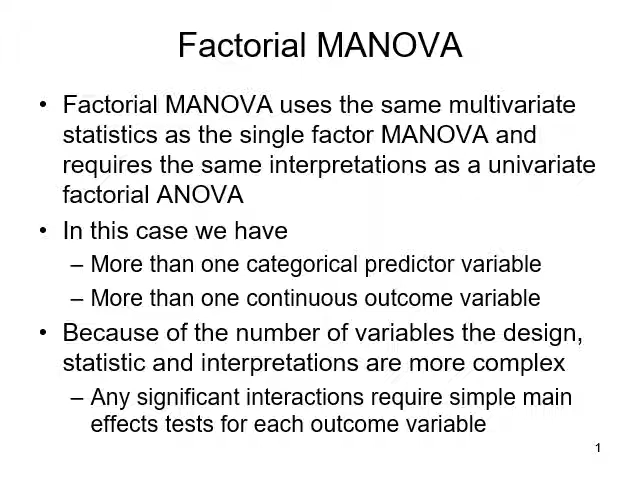 Factorial MANOVA
• Factorial MANOVA uses the same multivariate
statistics as the single factor MANOVA and
requires the same interpretations as a univariate
factorial ANOVA
• In this case we have
– More than one categorical predictor variable
– More than one continuous outcome variable
• Because of the number of variables the design,
statistic and interpretations are more complex
– Any significant interactions require simple main
effects tests for each outcome variable
1